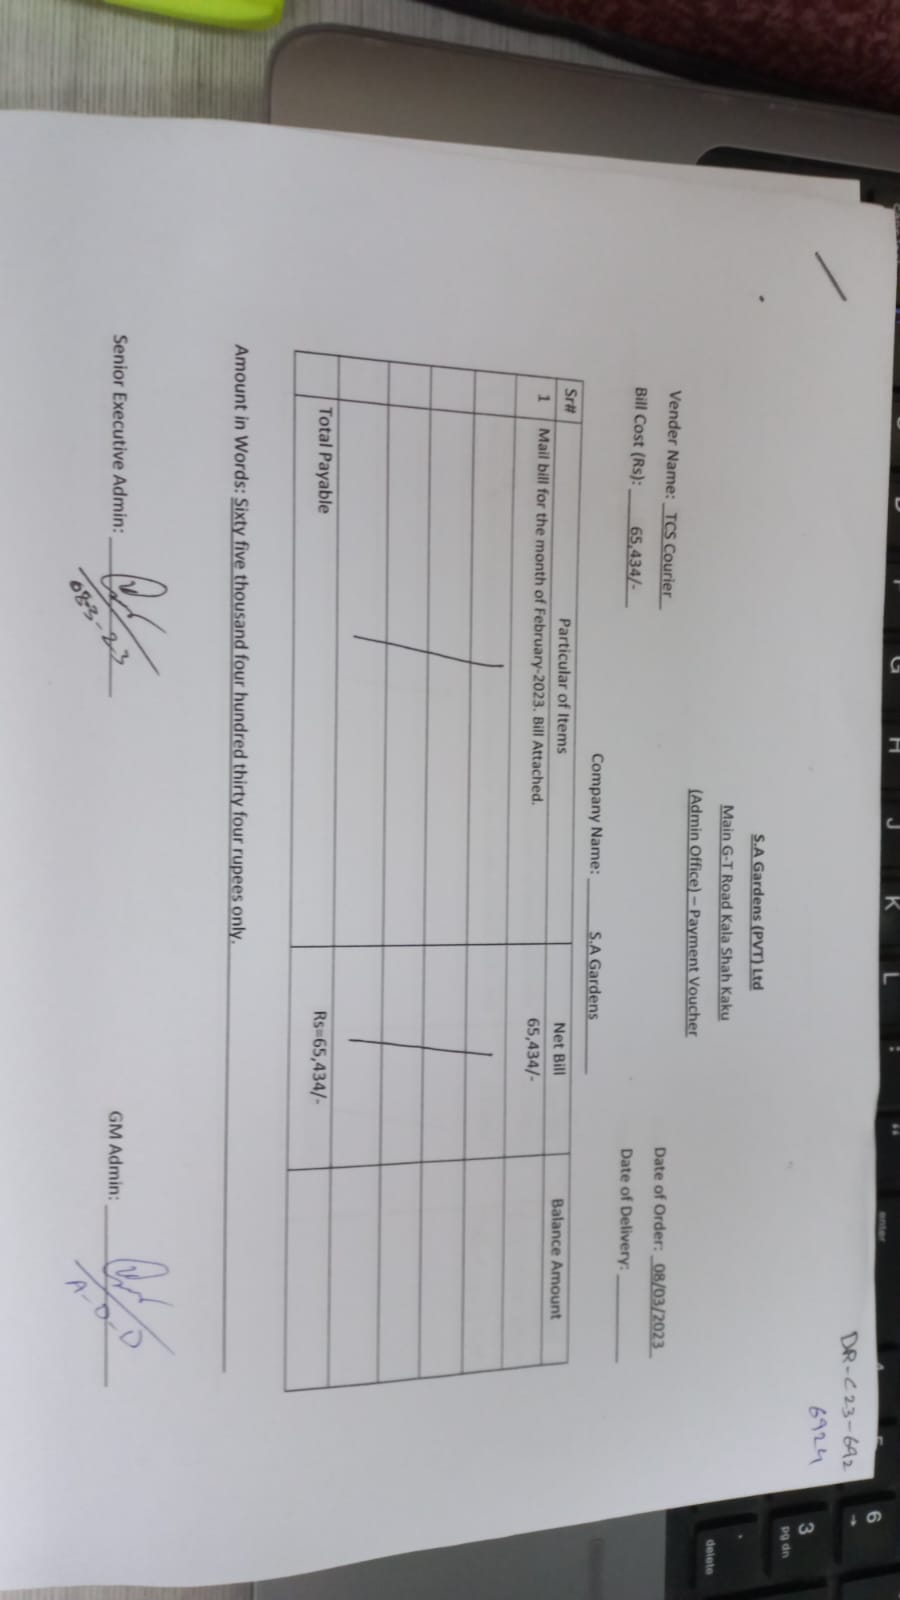 DR-C23-692
6924
S.A Gardens (PVT) Ltd
Main G-T Road Kala Shah Kaku
(Admin Office) – Payment Voucher
Vender Name: TCS Courier
Date of Order: 08/03/2023
Bill Cost (Rs): 65,434/-
Company Name: S.A Gardens
Date of Delivery:
Sr# Particular of Items Net Bill Balance Amount
1 Mail bill for the month of February-2023. Bill Attached. 65,434/-
Total Payable Rs=65,434/-
Amount in Words: Sixty five thousand four hundred thirty four rupees only.
Senior Executive Admin:
GM Admin:
083-23
enter
delete
6
3
pg dn
G
H
J
K
L